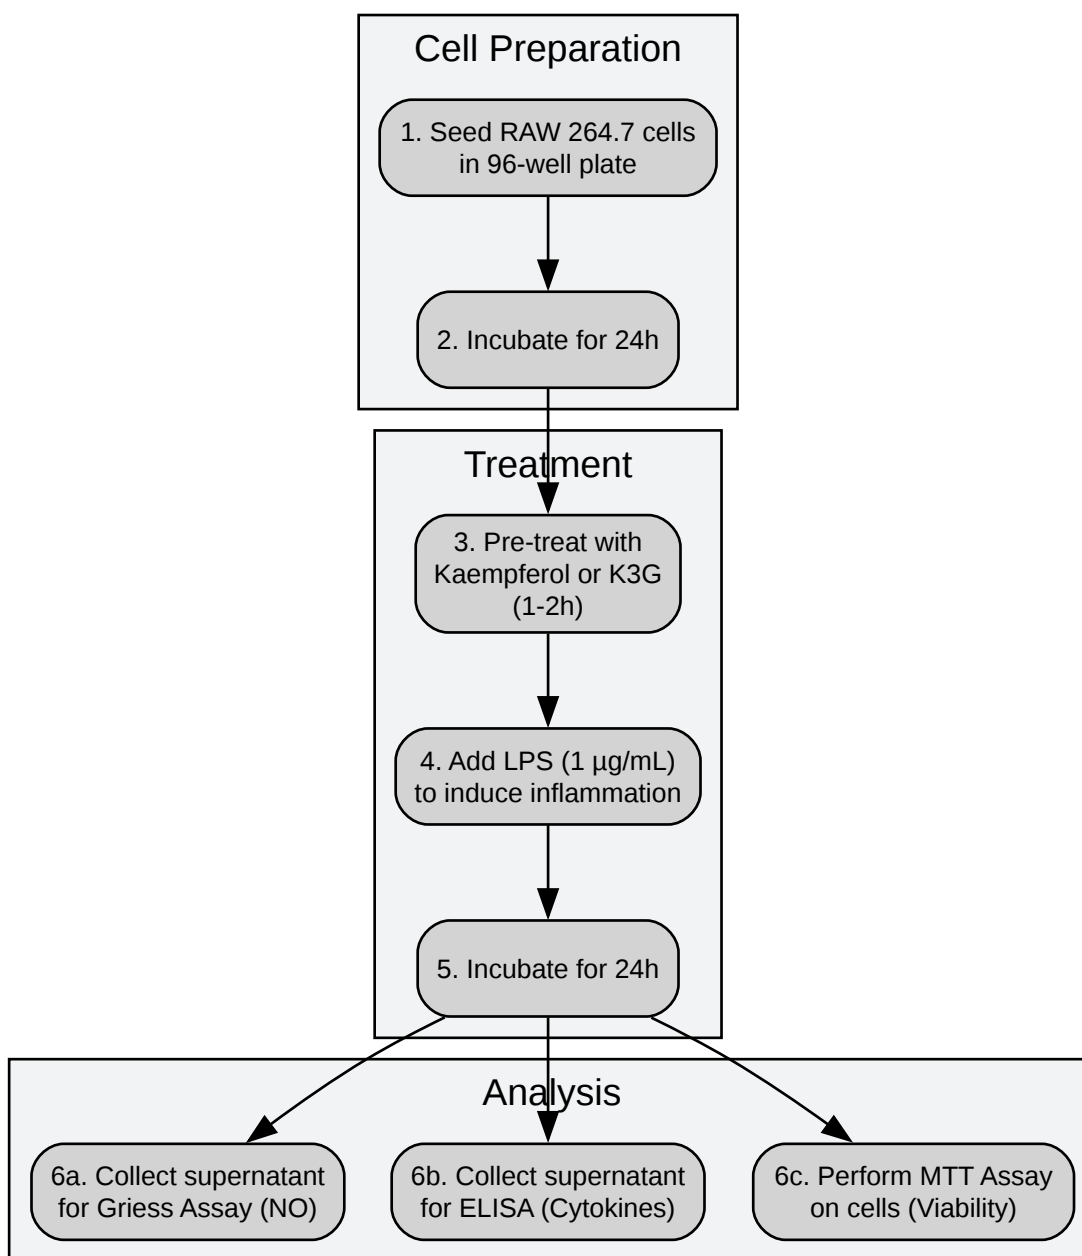 Cell Preparation
1. Seed RAW 264.7 cells
in 96-well plate
2. Incubate for 24h
Treatment
3. Pre-treat with
Kaempferol or K3G
(1-2h)
4. Add LPS (1 µg/mL)
to induce inflammation
5. Incubate for 24h
Analysis
6a. Collect supernatant
for Griess Assay (NO)
6b. Collect supernatant
for ELISA (Cytokines)
6c. Perform MTT Assay
on cells (Viability)